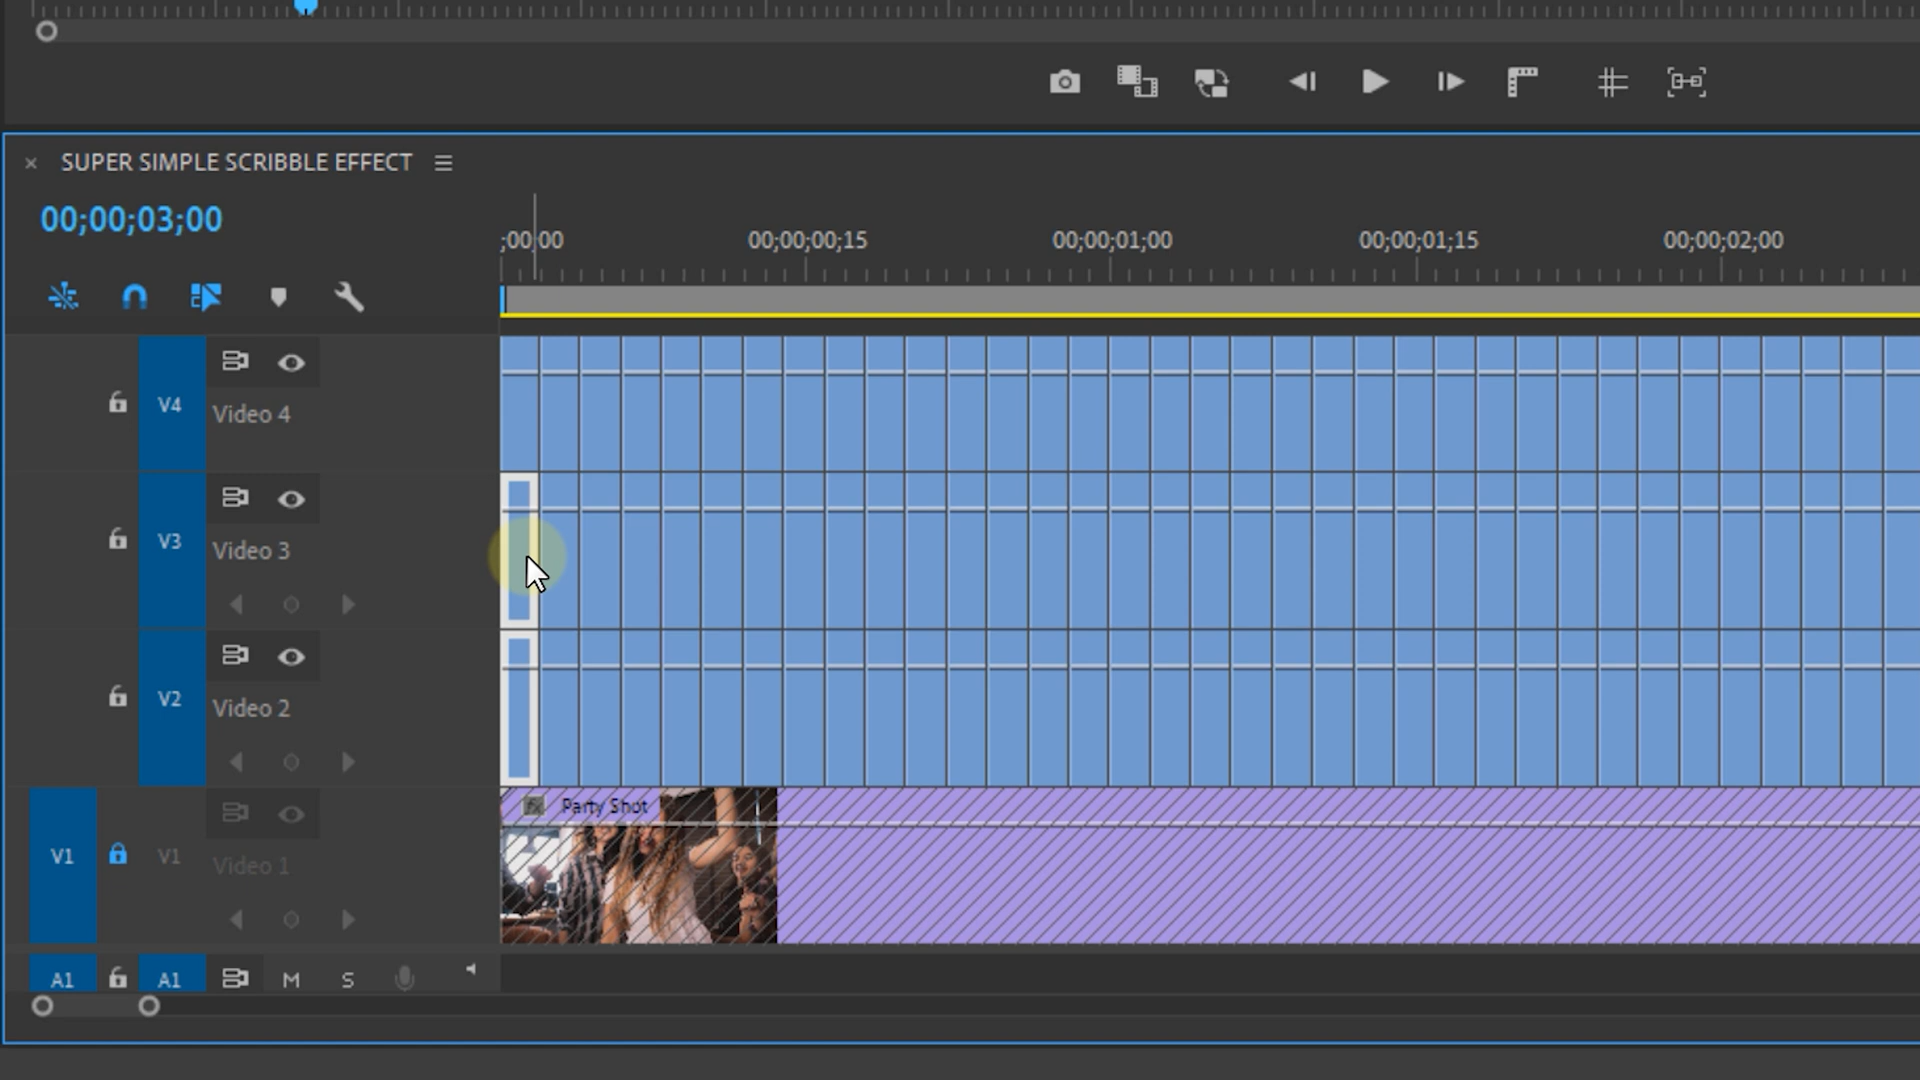 SUPER SIMPLE SCRIBBLE EFFECT
00;00;03;00
;00;00 00;00;00;15 00;00;01;00 00;00;01;15 00;00;02;00
V4 Video 4
V3 Video 3
V2 Video 2
fx Party Shot
V1 V1 Video 1
A1 A1 M S